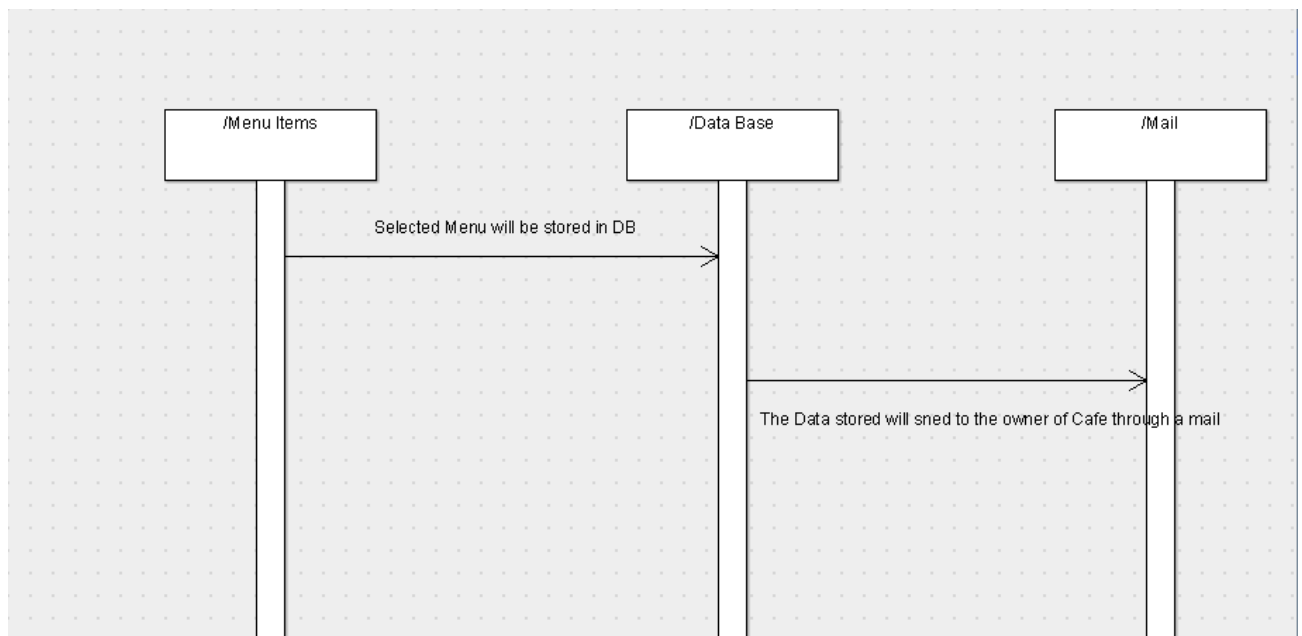 /Menu Items
/Data Base
/Mail
Selected Menu will be stored in DB
The Data stored will sned to the owner of Cafe through a mail